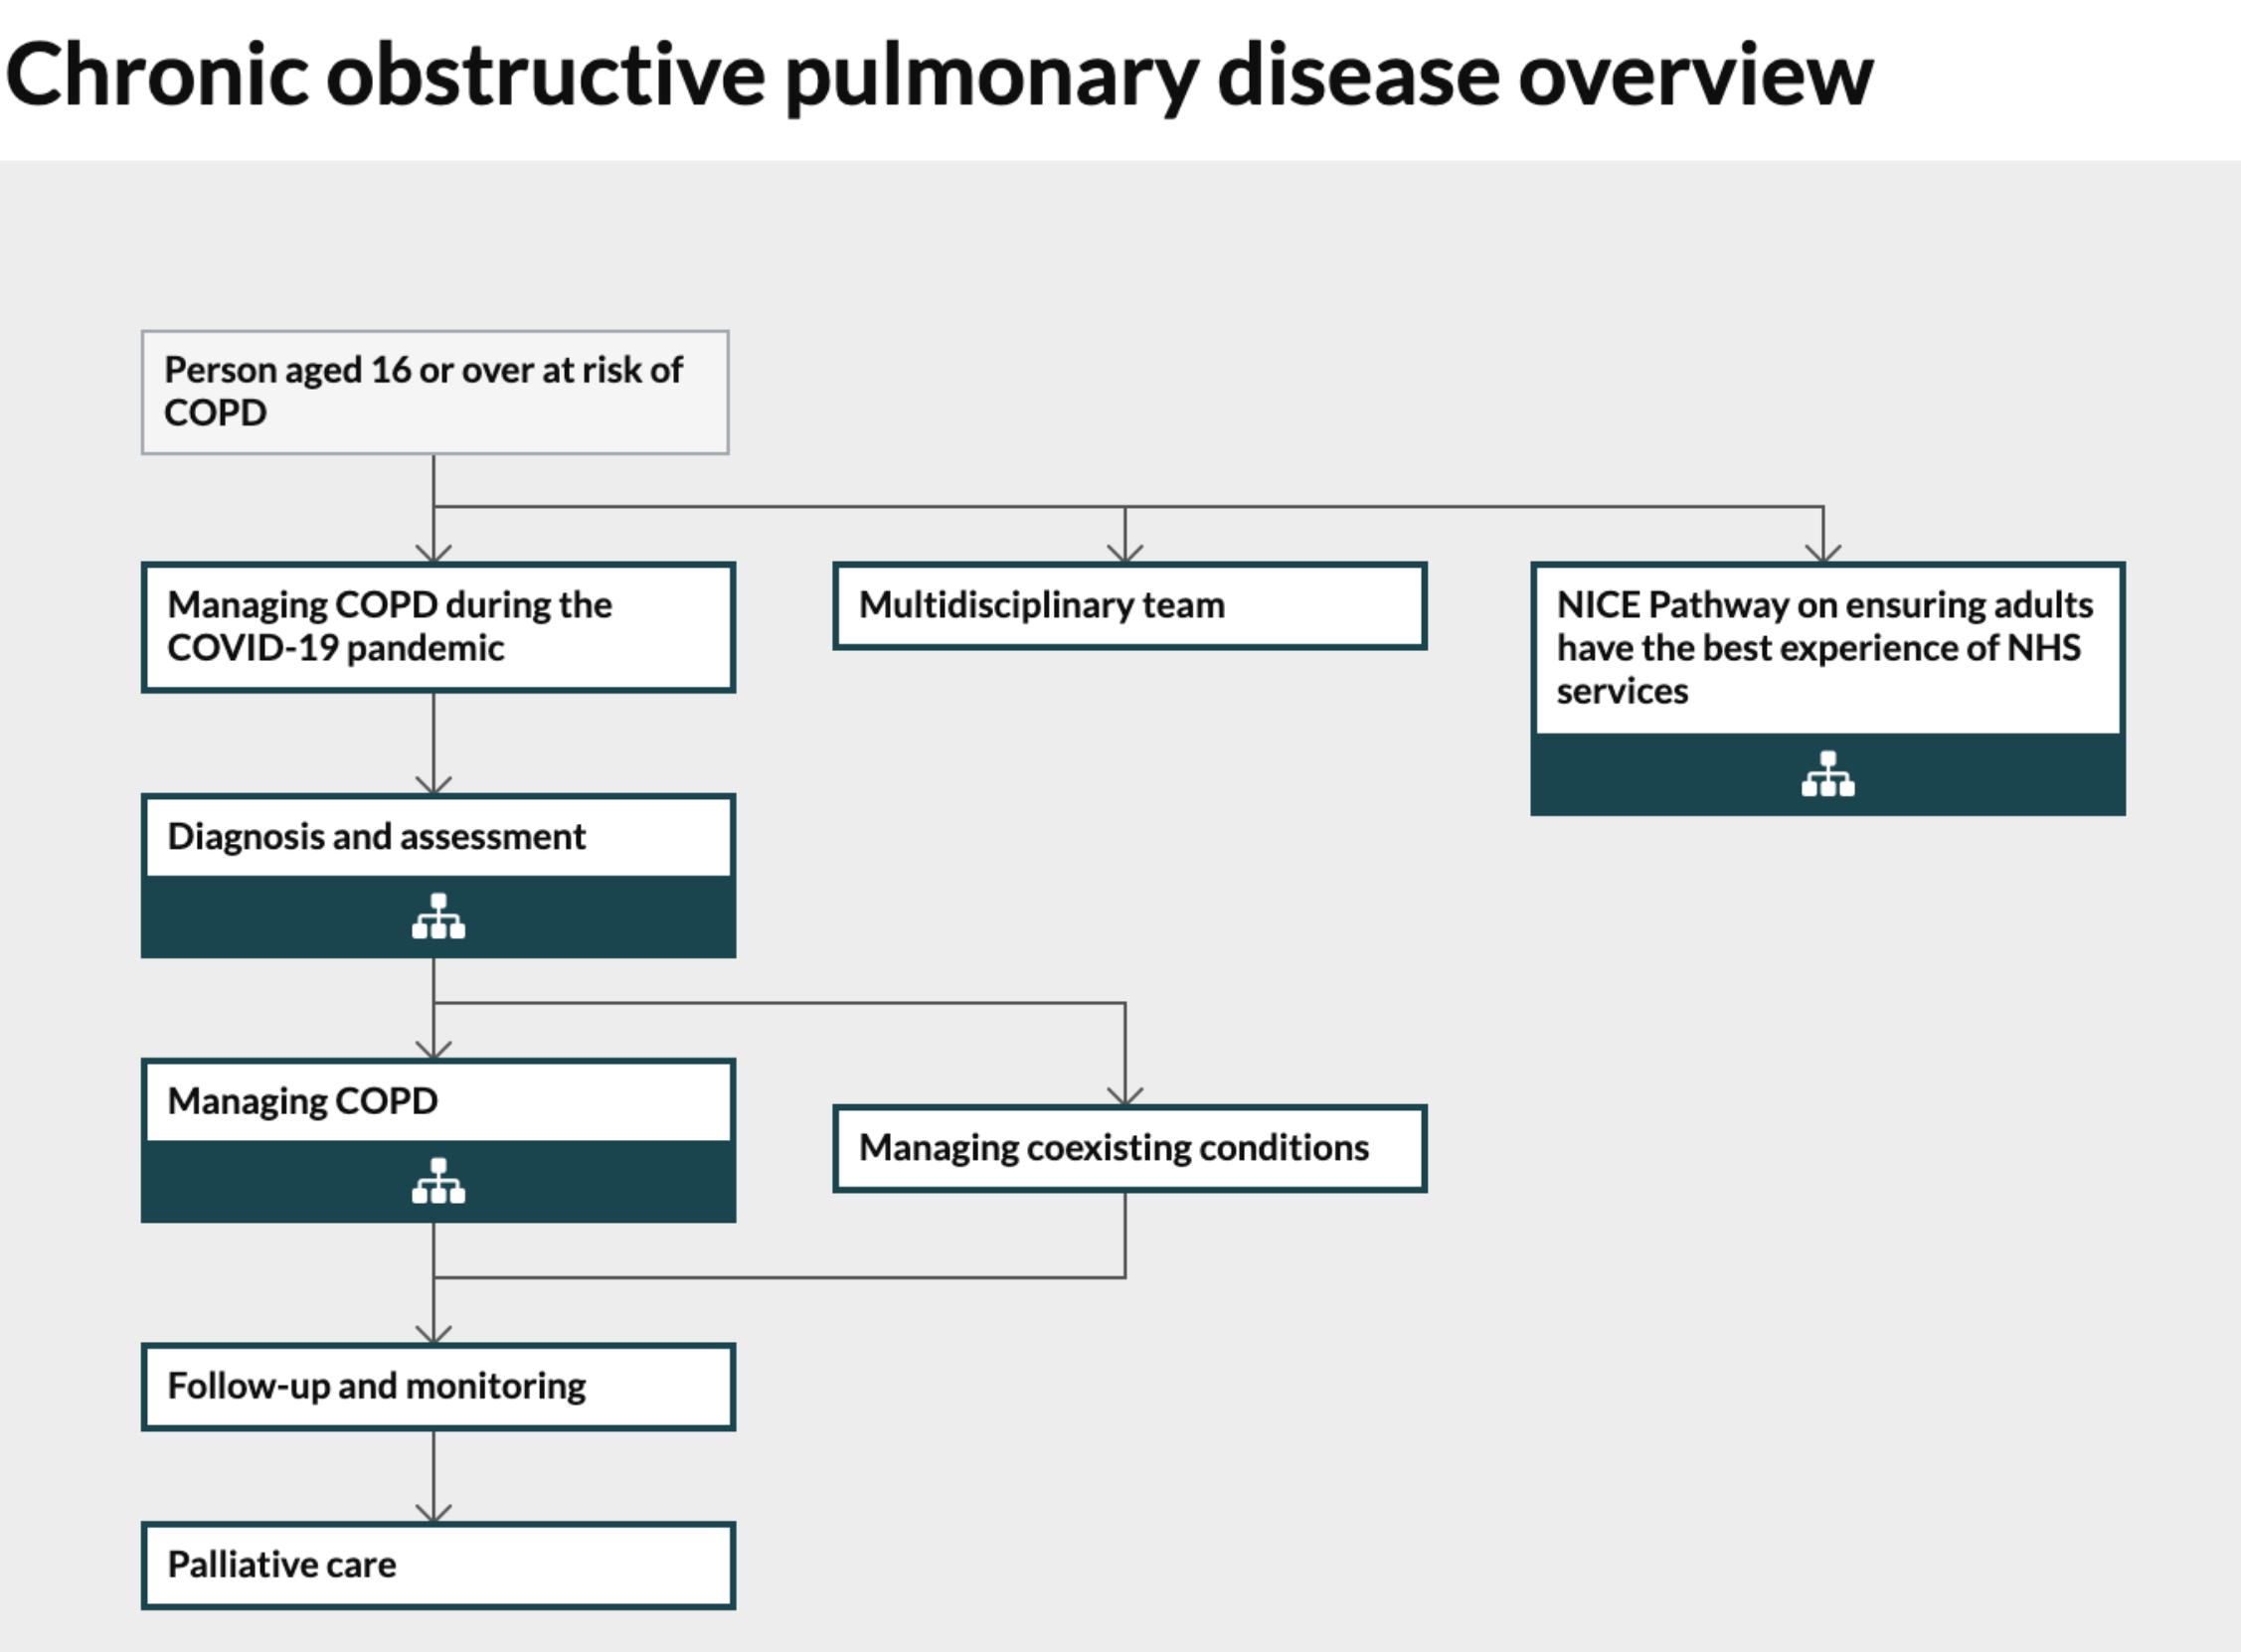 Chronic obstructive pulmonary disease overview
Person aged 16 or over at risk of
COPD
Managing COPD during the
COVID-19 pandemic
Multidisciplinary team
NICE Pathway on ensuring adults
have the best experience of NHS
services
Diagnosis and assessment
Managing COPD
Managing coexisting conditions
Follow-up and monitoring
Palliative care